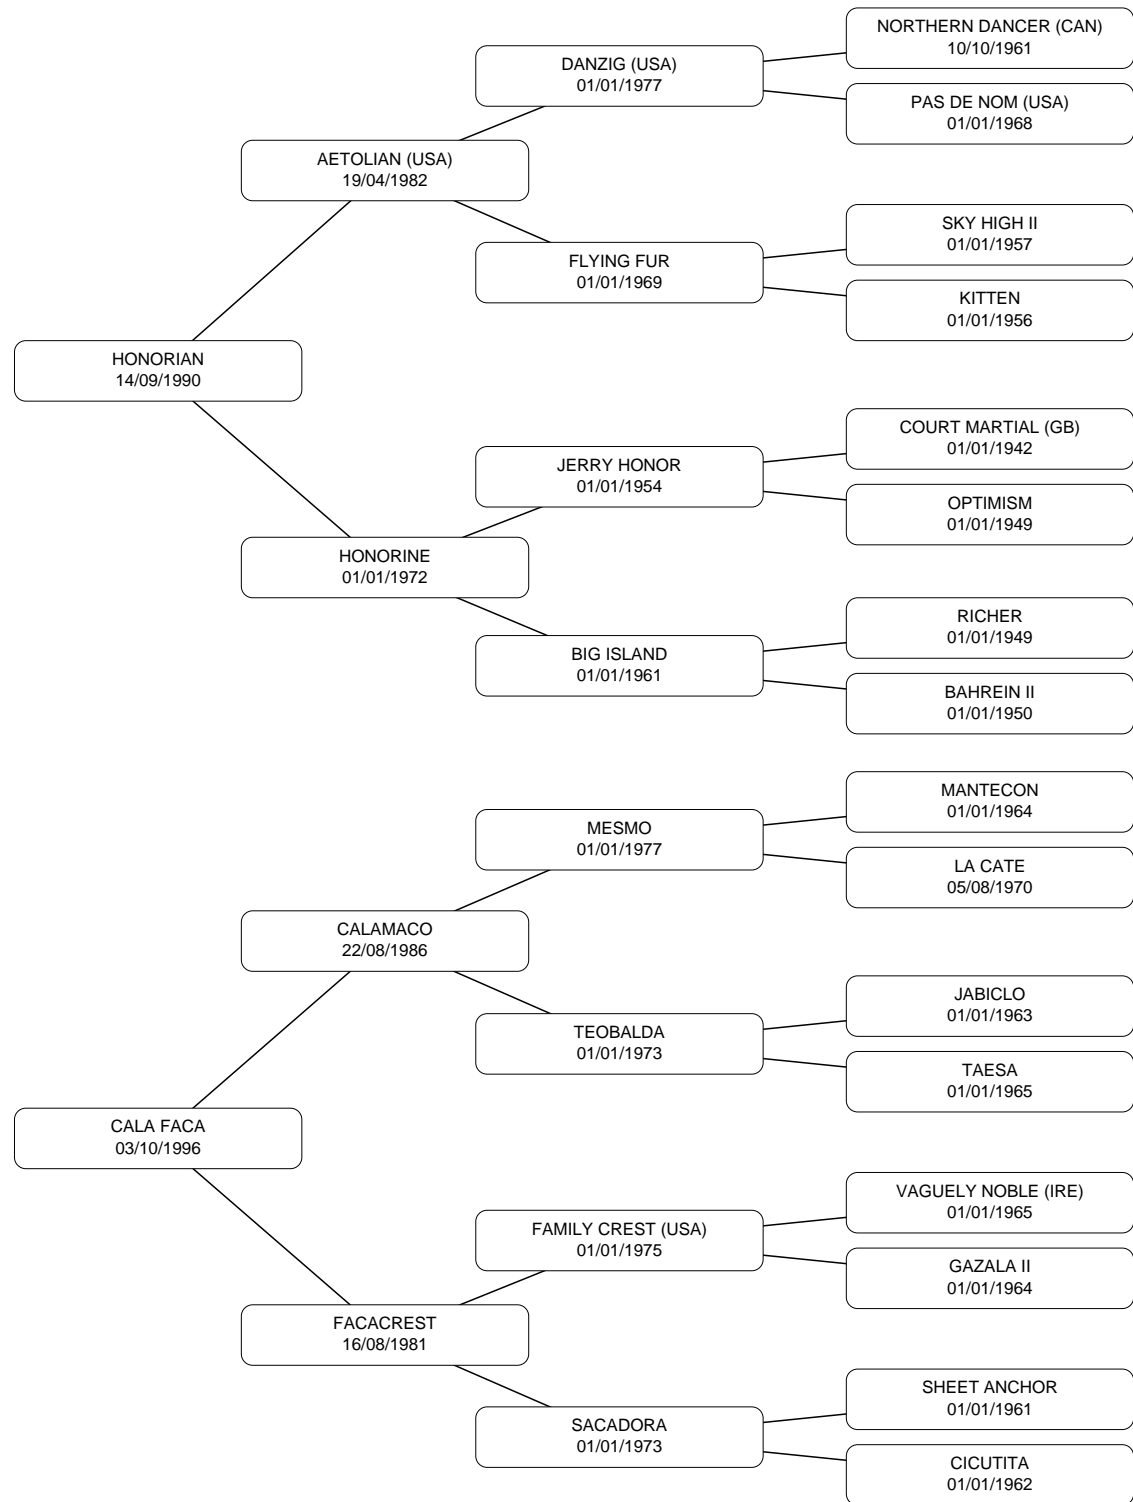 NORTHERN DANCER (CAN)
10/10/1961
DANZIG (USA)
01/01/1977
PAS DE NOM (USA)
01/01/1968
AETOLIAN (USA)
19/04/1982
SKY HIGH II
01/01/1957
FLYING FUR
01/01/1969
KITTEN
01/01/1956
HONORIAN
14/09/1990
COURT MARTIAL (GB)
01/01/1942
JERRY HONOR
01/01/1954
OPTIMISM
01/01/1949
HONORINE
01/01/1972
RICHER
01/01/1949
BIG ISLAND
01/01/1961
BAHREIN II
01/01/1950
MANTECON
01/01/1964
MESMO
01/01/1977
LA CATE
05/08/1970
CALAMACO
22/08/1986
JABICLO
01/01/1963
TEOBALDA
01/01/1973
TAESA
01/01/1965
CALA FACA
03/10/1996
VAGUELY NOBLE (IRE)
01/01/1965
FAMILY CREST (USA)
01/01/1975
GAZALA II
01/01/1964
FACACREST
16/08/1981
SHEET ANCHOR
01/01/1961
SACADORA
01/01/1973
CICUTITA
01/01/1962